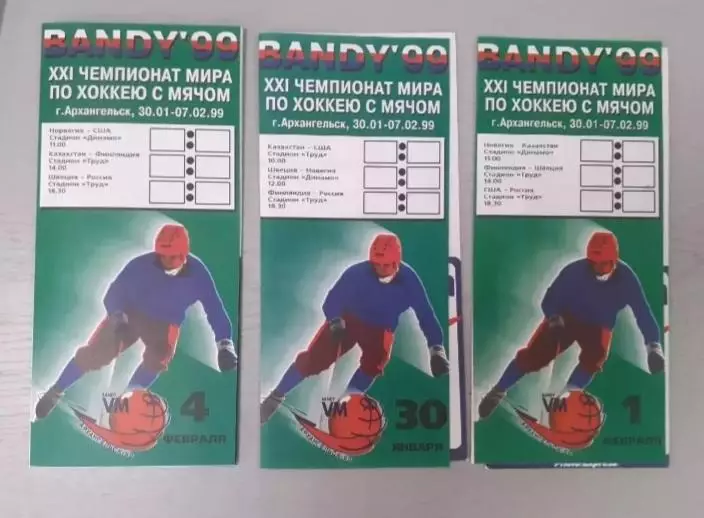 BANDY'99
XXI ЧЕМПИОНАТ МИРА
ПО ХОККЕЮ С МЯЧОМ
г.Архангельск, 30.01-07.02.99
Норвегия - США
Стадион «Динамо»
11.00
Казахстан - Финляндия
Стадион «Труд»
14.00
Швеция - Россия
Стадион «Труд»
18.30
VM
4
ФЕВРАЛЯ
BANDY'99
XXI ЧЕМПИОНАТ МИРА
ПО ХОККЕЮ С МЯЧОМ
г.Архангельск, 30.01-07.02.99
Казахстан - США
Стадион «Труд»
10.00
Швеция - Норвегия
Стадион «Динамо»
12.00
Финляндия - Россия
Стадион «Труд»
18.30
VM
30
ЯНВАРЯ
BANDY'99
XXI ЧЕМПИОНАТ МИРА
ПО ХОККЕЮ С МЯЧОМ
г.Архангельск, 30.01-07.02.99
Норвегия - Казахстан
Стадион «Динамо»
Финляндия - Швеция
Стадион «Труд»
США - Россия
Стадион «Труд»
18.30
VM
1
ФЕВРАЛЯ